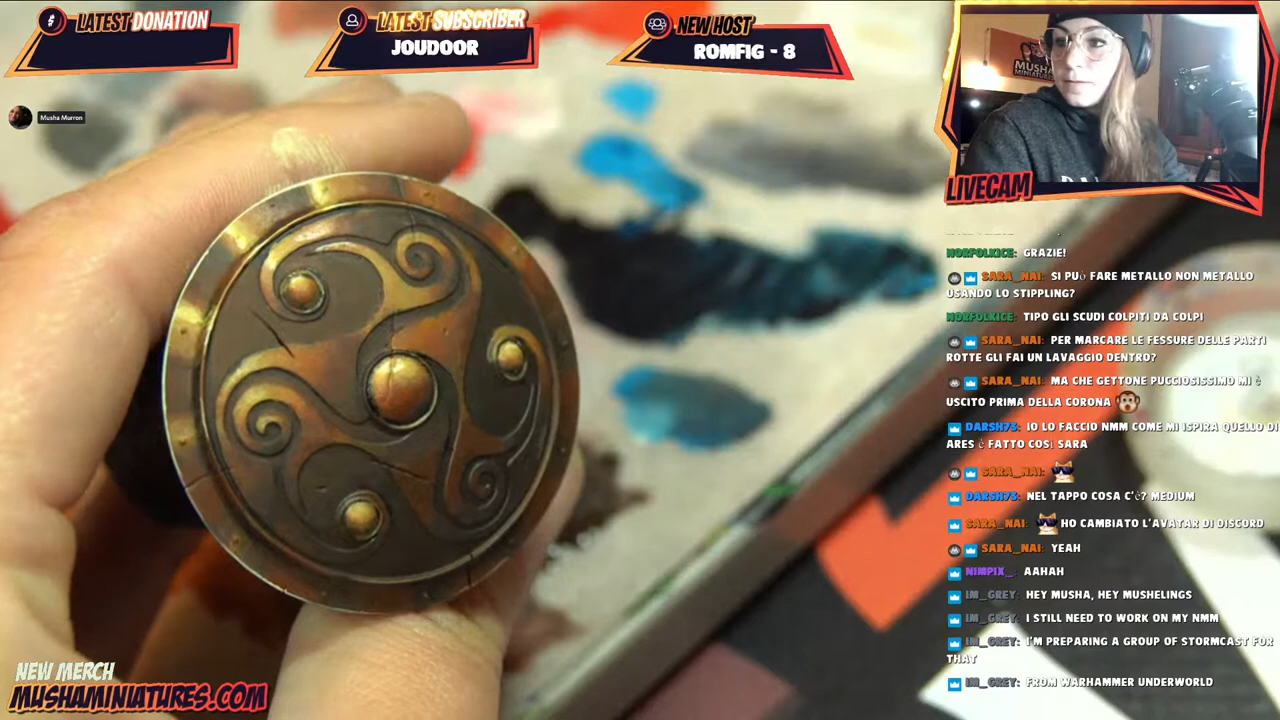 LATEST DONATION
LATEST SUBSCRIBER
JOUDOOR
NEW HOST
ROMFIG - 8
Musha Murron
MUSHA
MINIATURES
LIVECAM
NORFOLKICE: GRAZIE!
SARA_NAI: SI PUÒ FARE METALLO NON METALLO
USANDO LO STIPPLING?
NORFOLKICE: TIPO GLI SCUDI COLPITI DA COLPI
SARA_NAI: PER MARCARE LE FESSURE DELLE PARTI
ROTTE GLI FAI UN LAVAGGIO DENTRO?
SARA_NAI: MA CHE GETTONE PUCCIOSISSIMO MI È
USCITO PRIMA DELLA CORONA
DARSH73: IO LO FACCIO NMM COME MI ISPIRA QUELLO DI
ARES È FATTO COSÌ SARA
SARA_NAI:
DARSH73: NEL TAPPO COSA C'È? MEDIUM
SARA_NAI: HO CAMBIATO L'AVATAR DI DISCORD
SARA_NAI: YEAH
NIMPIX_: AAHAH
IM_GREY: HEY MUSHA, HEY MUSHELINGS
IM_GREY: I STILL NEED TO WORK ON MY NMM
IM_GREY: I'M PREPARING A GROUP OF STORMCAST FOR
THAT
IM_GREY: FROM WARHAMMER UNDERWORLD
NEW MERCH
MUSHAMINIATURES.COM